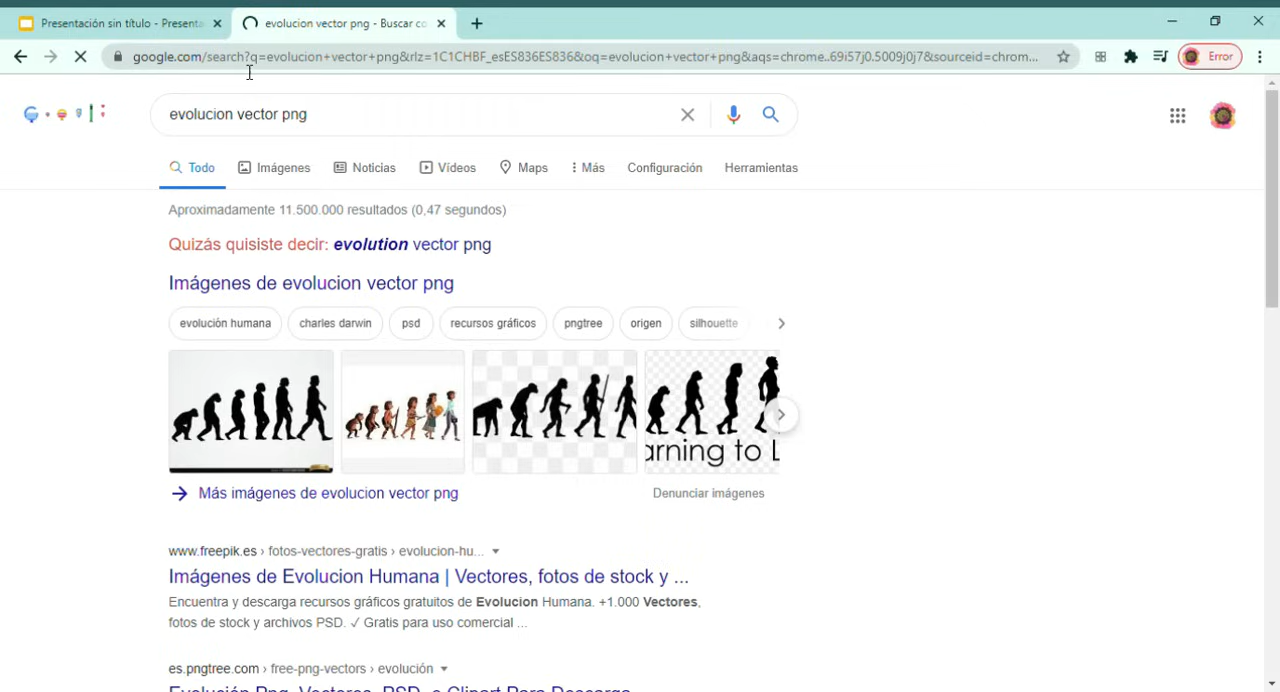 Presentación sin título - Presenta
evolucion vector png - Buscar co
google.com/search?q=evolucion+vector+png&rlz=1C1CHBF_esES836ES836&oq=evolucion+vector+png&aqs=chrome..69i57j0.5009j0j7&sourceid=chrom...
Error
evolucion vector png
Todo
Imágenes
Noticias
Vídeos
Maps
Más
Configuración
Herramientas
Aproximadamente 11.500.000 resultados (0,47 segundos)
Quizás quisiste decir: evolution vector png
Imágenes de evolucion vector png
evolución humana
charles darwin
psd
recursos gráficos
pngtree
origen
silhouette
arning to L
Más imágenes de evolucion vector png
Denunciar imágenes
www.freepik.es › fotos-vectores-gratis › evolucion-hu...
Imágenes de Evolucion Humana | Vectores, fotos de stock y ...
Encuentra y descarga recursos gráficos gratuitos de Evolucion Humana. +1.000 Vectores,
fotos de stock y archivos PSD. ✓ Gratis para uso comercial ...
es.pngtree.com › free-png-vectors › evolución
Evolución Png, Vectores, PSD, e Clipart Para Descarga